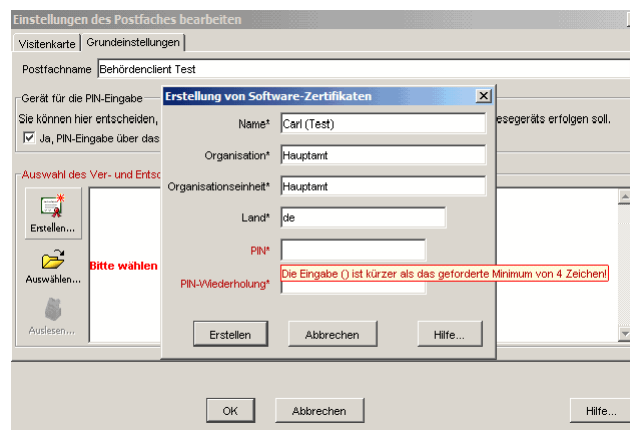 Einstellungen des Postfaches bearbeiten
Visitenkarte Grundeinstellungen
Postfachname Behördenclient Test
Gerät für die PIN-Eingabe
Sie können hier entscheiden, esegeräts erfolgen soll.
Ja, PIN-Eingabe über das
Auswahl des Ver- und Entsc
Erstellen...
Auswählen...
Auslesen...
Bitte wählen
Erstellung von Software-Zertifikaten
Name* Carl (Test)
Organisation* Hauptamt
Organisationseinheit* Hauptamt
Land* de
PIN*
Die Eingabe () ist kürzer als das geforderte Minimum von 4 Zeichen!
PIN-Wiederholung*
Erstellen Abbrechen Hilfe...
OK Abbrechen Hilfe...